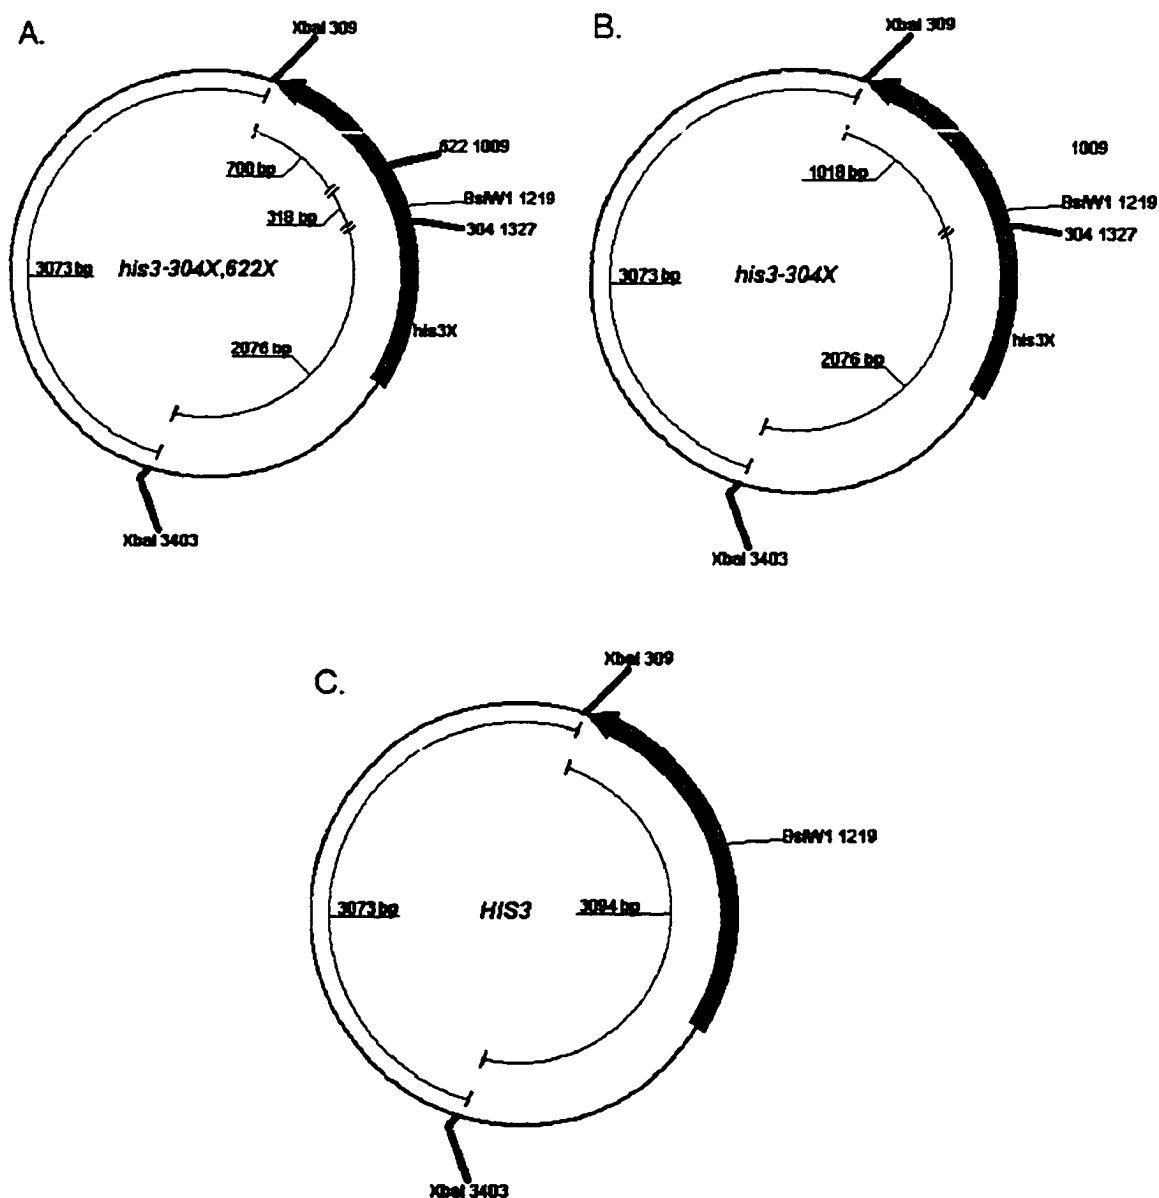 A.
XbaI 309
622 1009
700 bp
BsiW1 1219
318 bp
304 1327
3073 bp
his3-304X,622X
his3X
2076 bp
XbaI 3403
B.
XbaI 309
1009
1018 bp
BsiW1 1219
304 1327
3073 bp
his3-304X
his3X
2076 bp
XbaI 3403
C.
XbaI 309
BsiW1 1219
3073 bp
HIS3
3094 bp
XbaI 3403